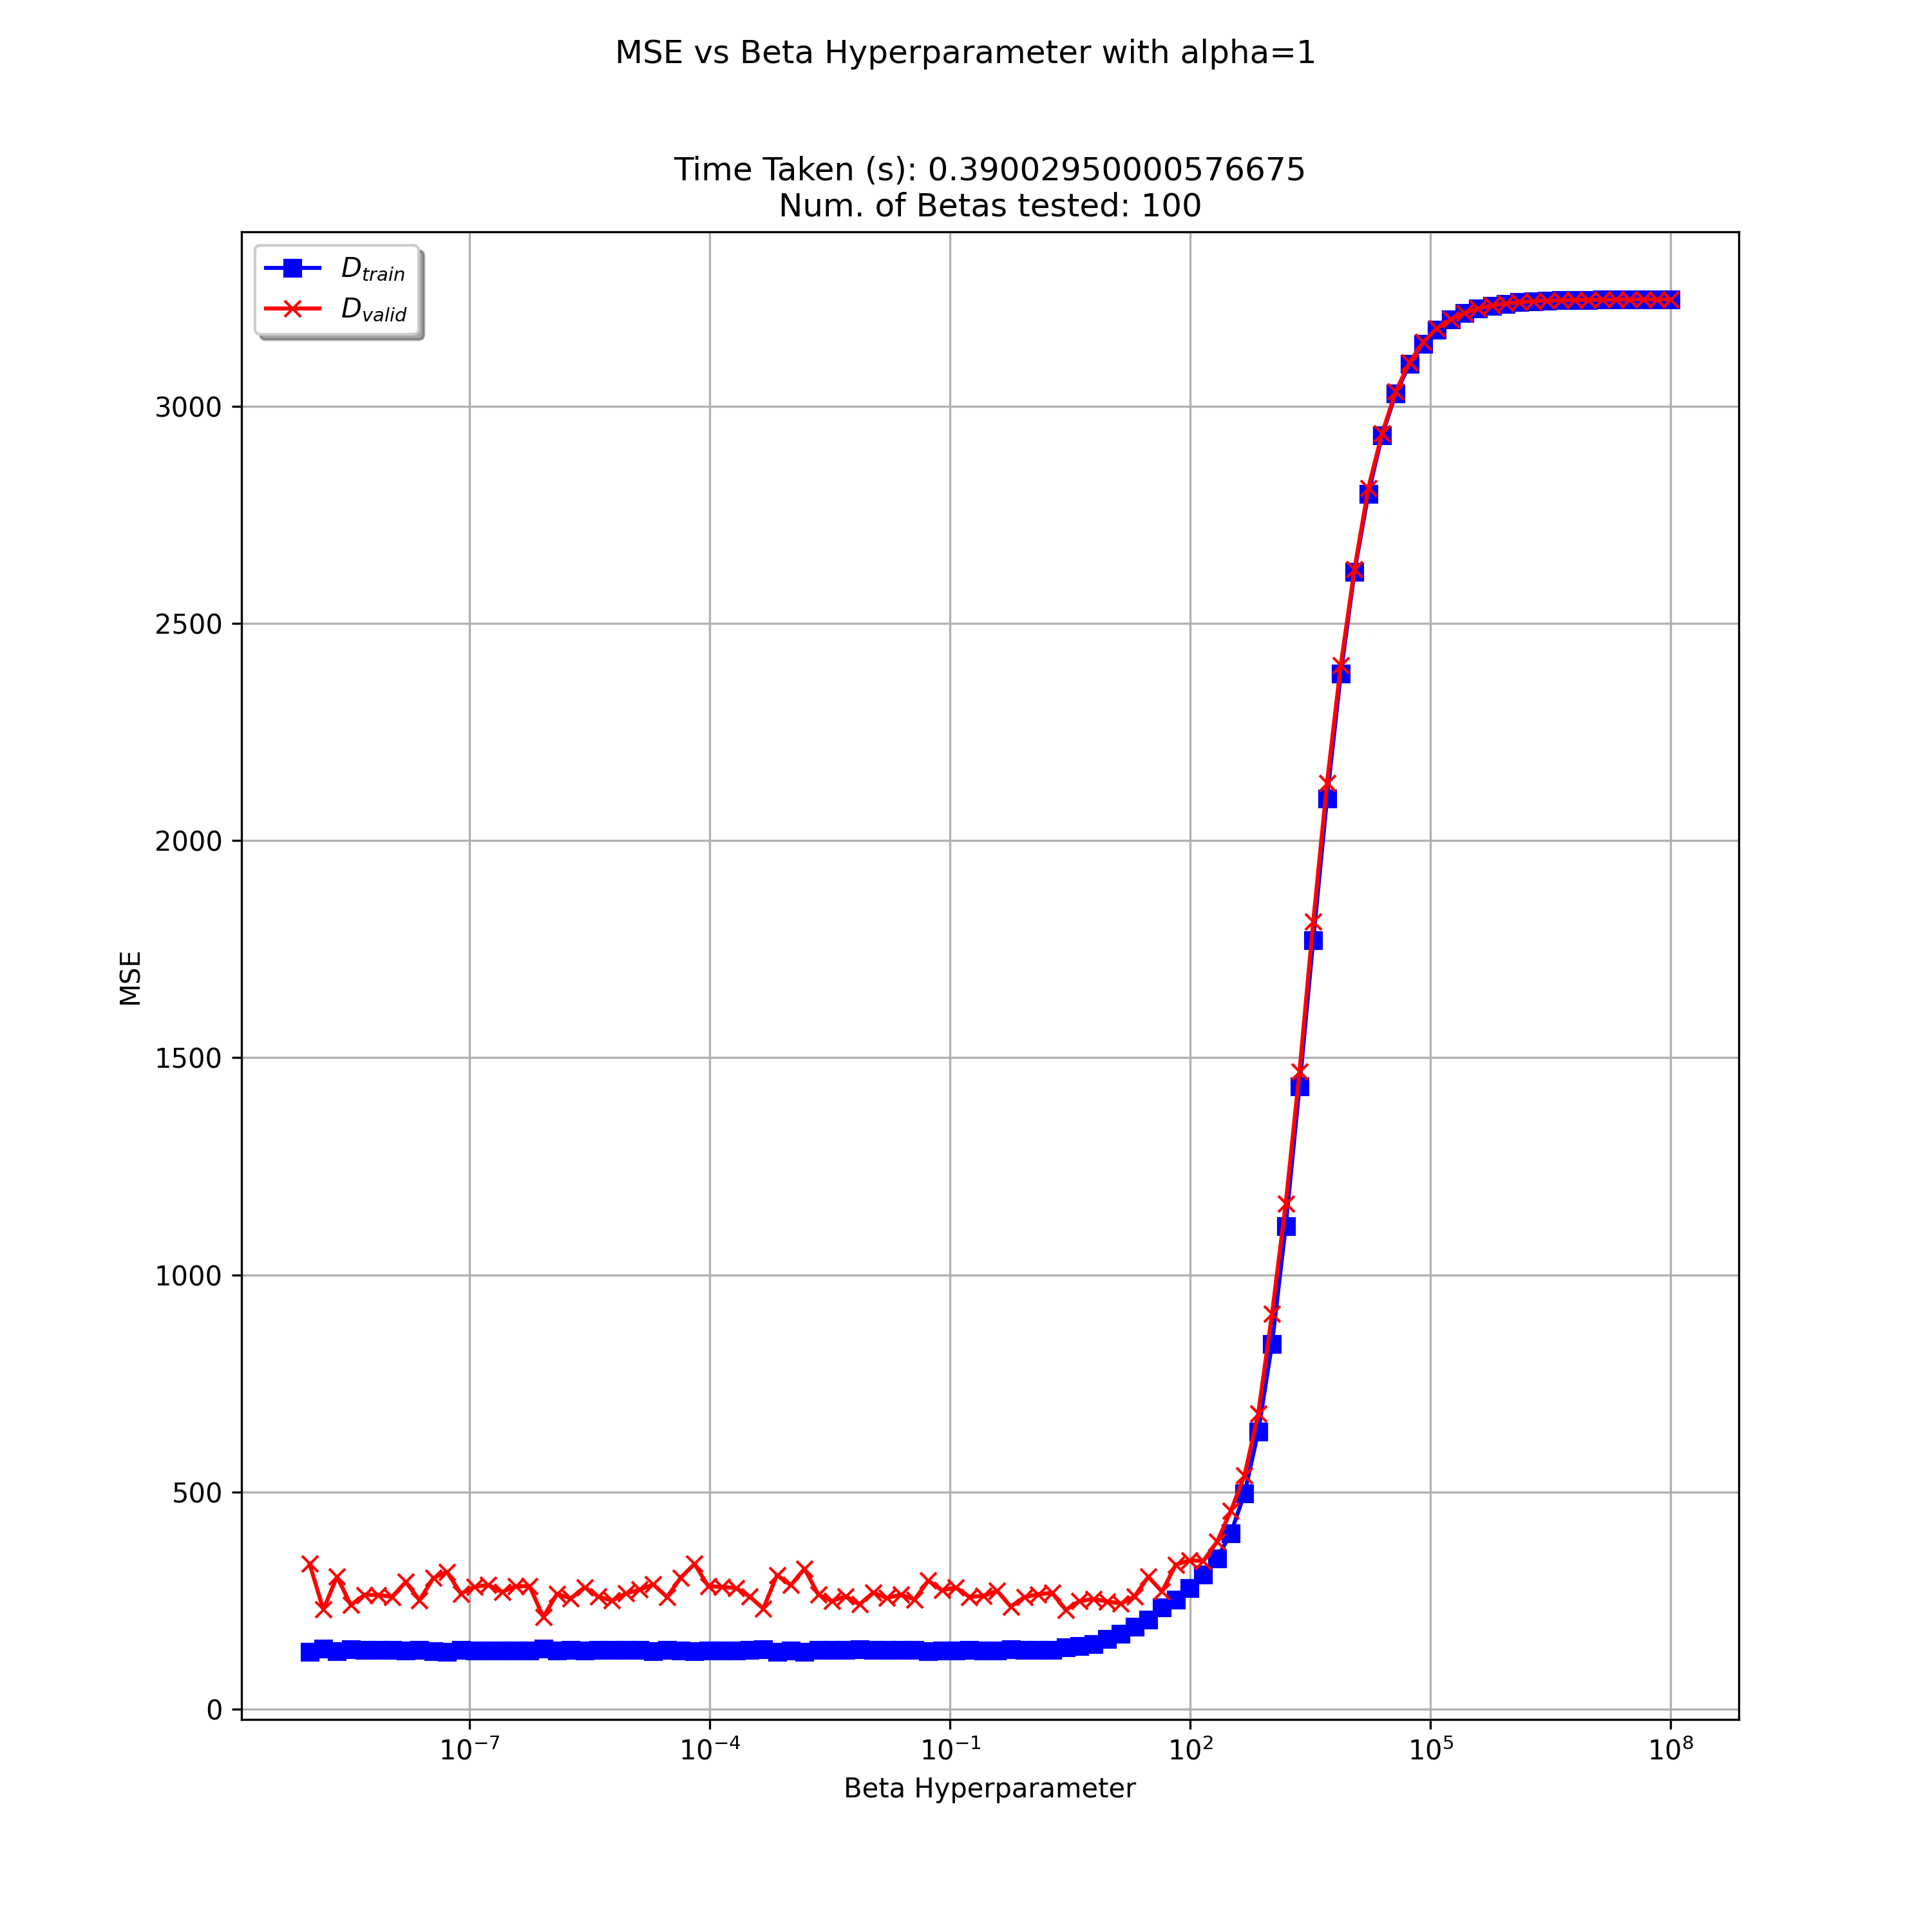 MSE vs Beta Hyperparameter with alpha=1
Time Taken (s): 0.39002950000576675
Num. of Betas tested: 100
D_train
D_valid
3000
2500
2000
1500
1000
500
0
MSE
10^−7 10^−4 10^−1 10^2 10^5 10^8
Beta Hyperparameter